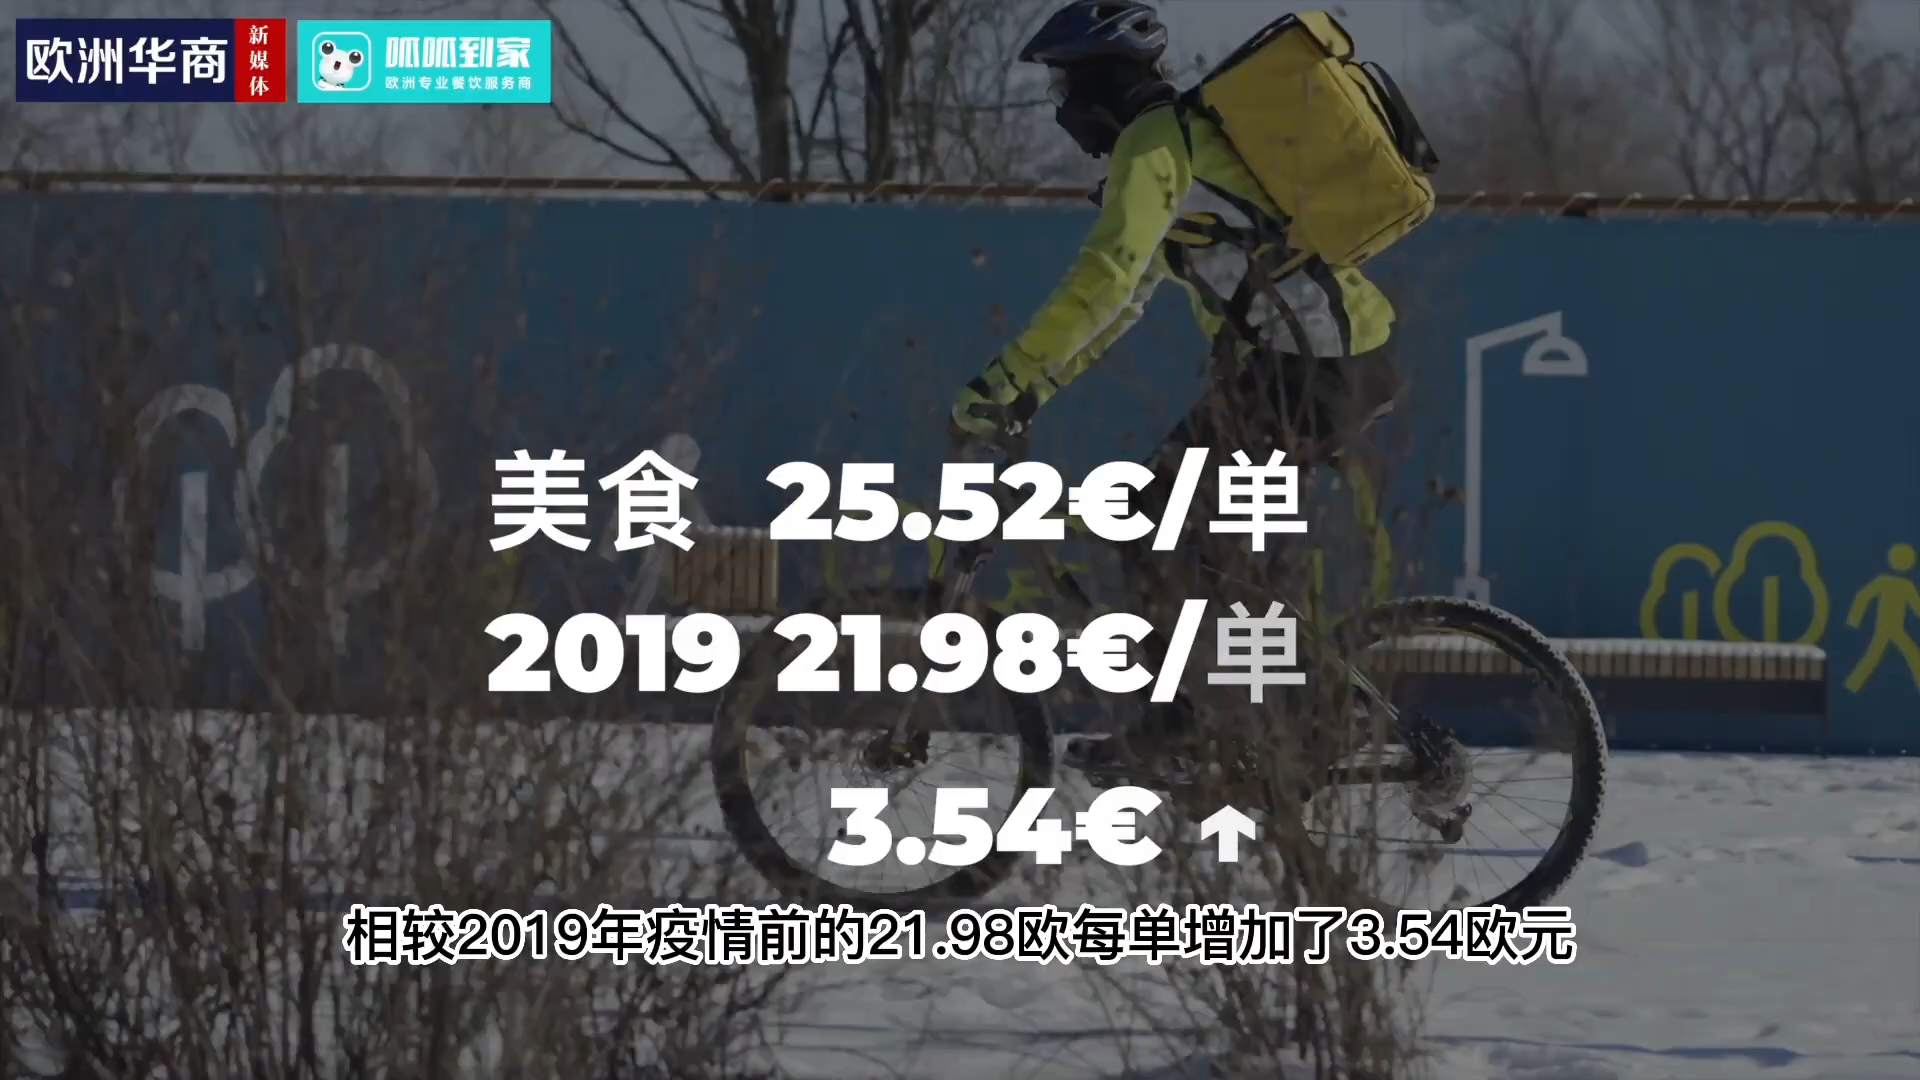 欧洲华商
新媒体
呱呱到家
欧洲专业餐饮服务商
美食 25.52€/单
2019 21.98€/单
3.54€ ↑
相较2019年疫情前的21.98欧每单增加了3.54欧元